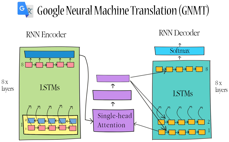 Google Neural Machine Translation (GNMT)
RNN Encoder
RNN Decoder
Softmax
8 x
layers
LSTMs
Single-head
Attention
LSTMs
8 x
layers